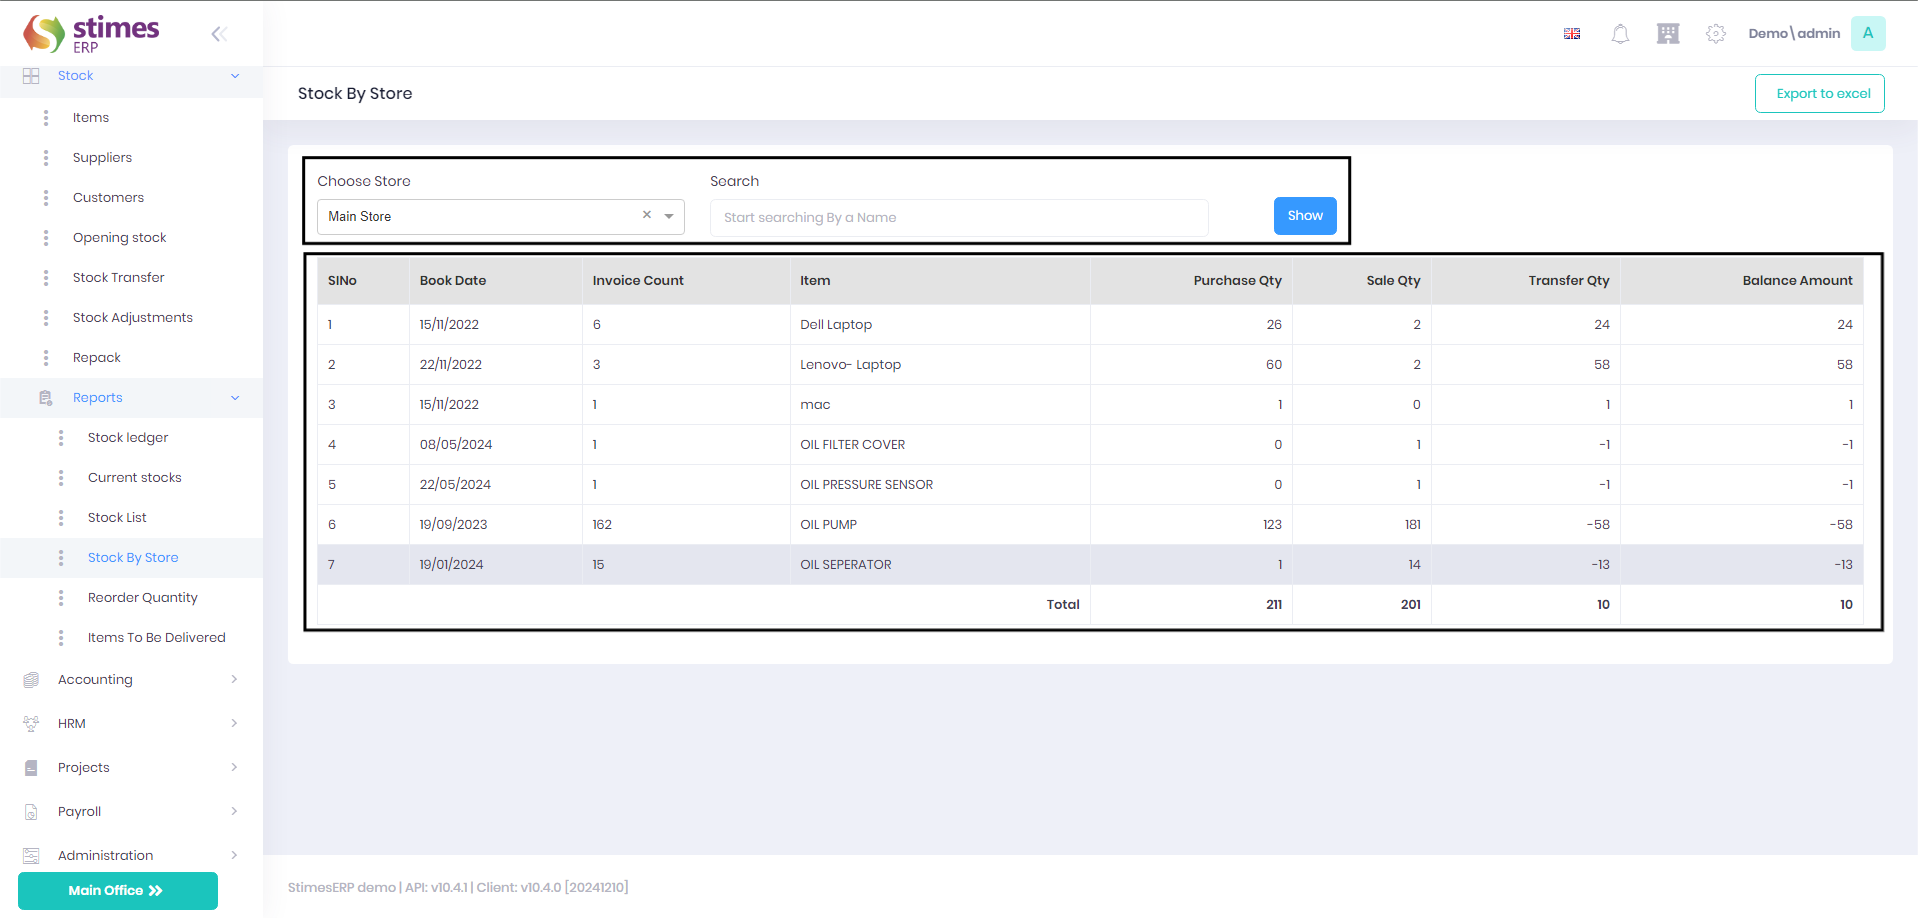 stimes
ERP
Demo\admin
A
Stock
Items
Suppliers
Customers
Opening stock
Stock Transfer
Stock Adjustments
Repack
Reports
Stock ledger
Current stocks
Stock List
Stock By Store
Reorder Quantity
Items To Be Delivered
Accounting
HRM
Projects
Payroll
Administration
Main Office
Stock By Store
Export to excel
Choose Store
Search
Main Store
Start searching By a Name
Show
SlNo Book Date Invoice Count Item Purchase Qty Sale Qty Transfer Qty Balance Amount
1 15/11/2022 6 Dell Laptop 26 2 24 24
2 22/11/2022 3 Lenovo- Laptop 60 2 58 58
3 15/11/2022 1 mac 1 0 1 1
4 08/05/2024 1 OIL FILTER COVER 0 1 -1 -1
5 22/05/2024 1 OIL PRESSURE SENSOR 0 1 -1 -1
6 19/09/2023 162 OIL PUMP 123 181 -58 -58
7 19/01/2024 15 OIL SEPERATOR 1 14 -13 -13
Total 211 201 10 10
StimesERP demo | API: v10.4.1 | Client: v10.4.0 [20241210]